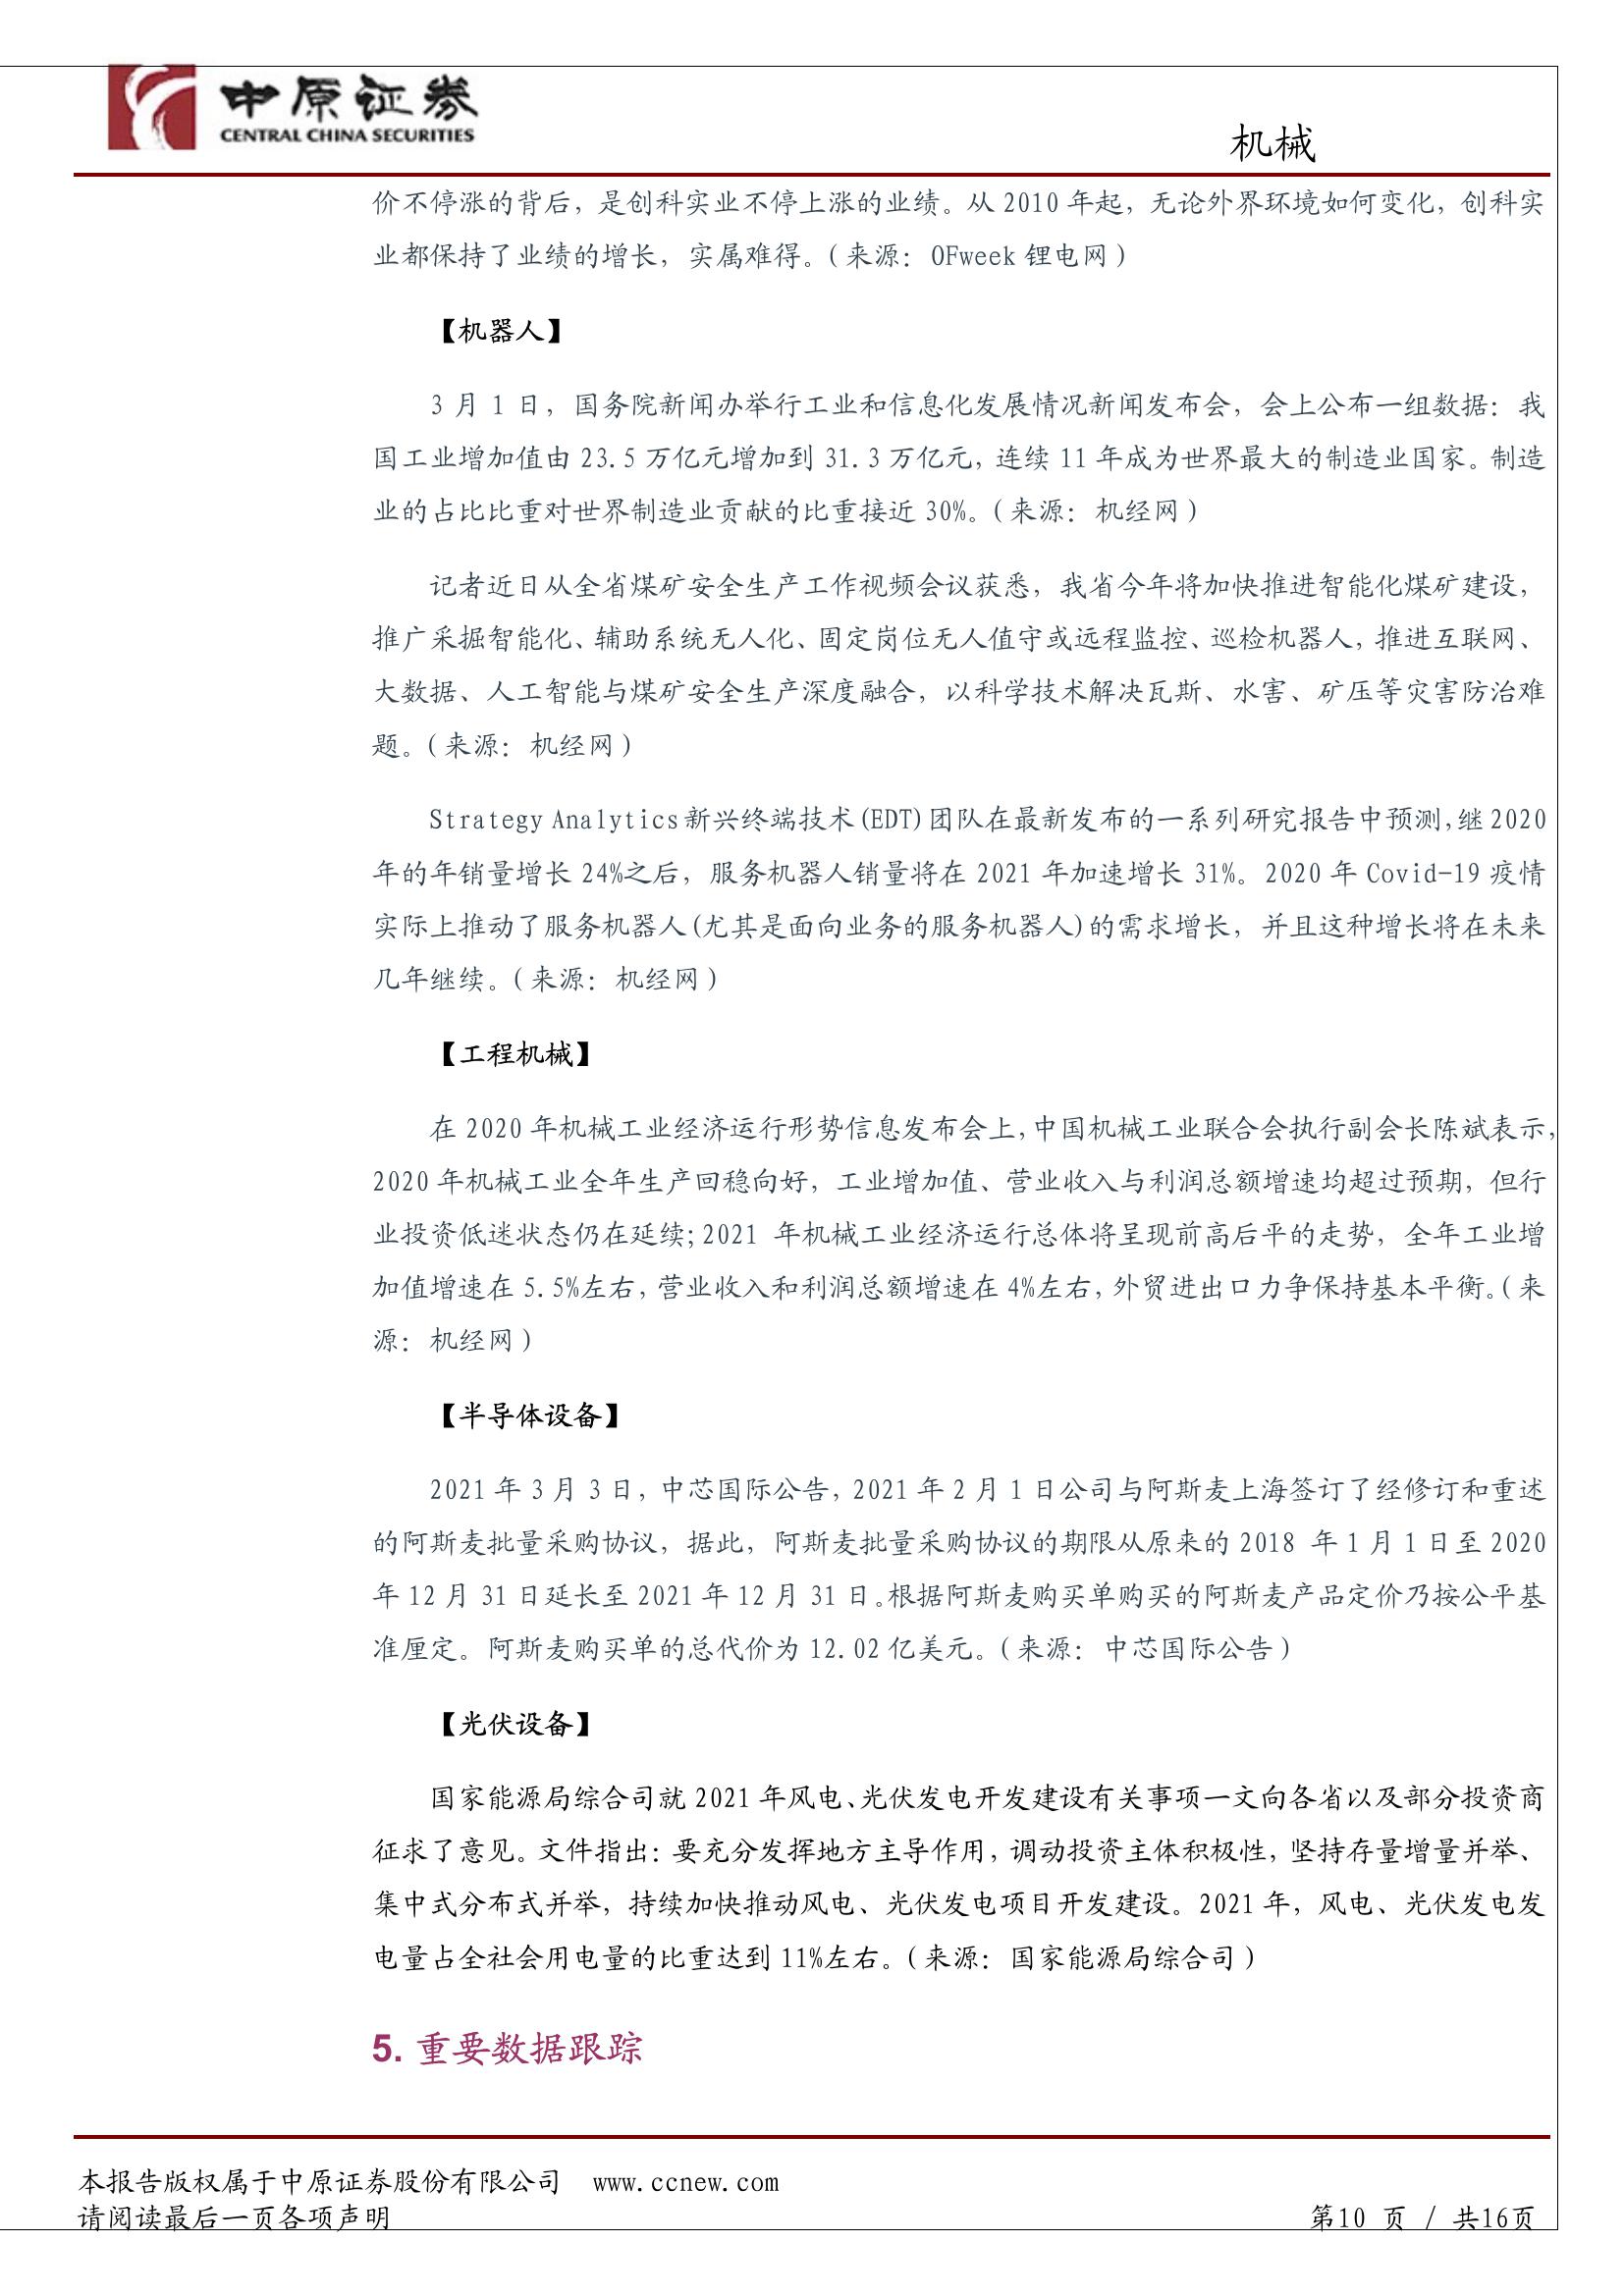 中原证券
CENTRAL CHINA SECURITIES
机械
价不停涨的背后，是创科实业不停上涨的业绩。从 2010 年起，无论外界环境如何变化，创科实
业都保持了业绩的增长，实属难得。（来源：OFweek 锂电网）
【机器人】
3 月 1 日，国务院新闻办举行工业和信息化发展情况新闻发布会，会上公布一组数据：我
国工业增加值由 23.5 万亿元增加到 31.3 万亿元，连续 11 年成为世界最大的制造业国家。制造
业的占比比重对世界制造业贡献的比重接近 30%。（来源：机经网）
记者近日从全省煤矿安全生产工作视频会议获悉，我省今年将加快推进智能化煤矿建设，
推广采掘智能化、辅助系统无人化、固定岗位无人值守或远程监控、巡检机器人，推进互联网、
大数据、人工智能与煤矿安全生产深度融合，以科学技术解决瓦斯、水害、矿压等灾害防治难
题。（来源：机经网）
Strategy Analytics新兴终端技术(EDT)团队在最新发布的一系列研究报告中预测,继 2020
年的年销量增长 24%之后，服务机器人销量将在 2021 年加速增长 31%。2020 年 Covid-19 疫情
实际上推动了服务机器人(尤其是面向业务的服务机器人)的需求增长，并且这种增长将在未来
几年继续。（来源：机经网）
【工程机械】
在 2020 年机械工业经济运行形势信息发布会上,中国机械工业联合会执行副会长陈斌表示,
2020 年机械工业全年生产回稳向好，工业增加值、营业收入与利润总额增速均超过预期，但行
业投资低迷状态仍在延续;2021 年机械工业经济运行总体将呈现前高后平的走势，全年工业增
加值增速在 5.5%左右，营业收入和利润总额增速在 4%左右，外贸进出口力争保持基本平衡。（来
源：机经网）
【半导体设备】
2021 年 3 月 3 日，中芯国际公告，2021 年 2 月 1 日公司与阿斯麦上海签订了经修订和重述
的阿斯麦批量采购协议，据此，阿斯麦批量采购协议的期限从原来的 2018 年 1 月 1 日至 2020
年 12 月 31 日延长至 2021 年 12 月 31 日。根据阿斯麦购买单购买的阿斯麦产品定价乃按公平基
准厘定。阿斯麦购买单的总代价为 12.02 亿美元。（来源：中芯国际公告）
【光伏设备】
国家能源局综合司就 2021 年风电、光伏发电开发建设有关事项一文向各省以及部分投资商
征求了意见。文件指出：要充分发挥地方主导作用，调动投资主体积极性，坚持存量增量并举、
集中式分布式并举，持续加快推动风电、光伏发电项目开发建设。2021 年，风电、光伏发电发
电量占全社会用电量的比重达到 11%左右。（来源：国家能源局综合司）
5. 重要数据跟踪
本报告版权属于中原证券股份有限公司 www.ccnew.com
请阅读最后一页各项声明
第10 页 / 共16页